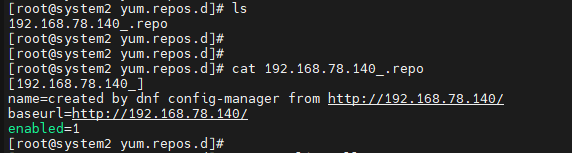 [root@system2 yum.repos.d]# ls
192.168.78.140_.repo
[root@system2 yum.repos.d]#
[root@system2 yum.repos.d]#
[root@system2 yum.repos.d]# cat 192.168.78.140_.repo
[192.168.78.140_]
name=created by dnf config-manager from http://192.168.78.140/
baseurl=http://192.168.78.140/
enabled=1
[root@system2 yum.repos.d]#